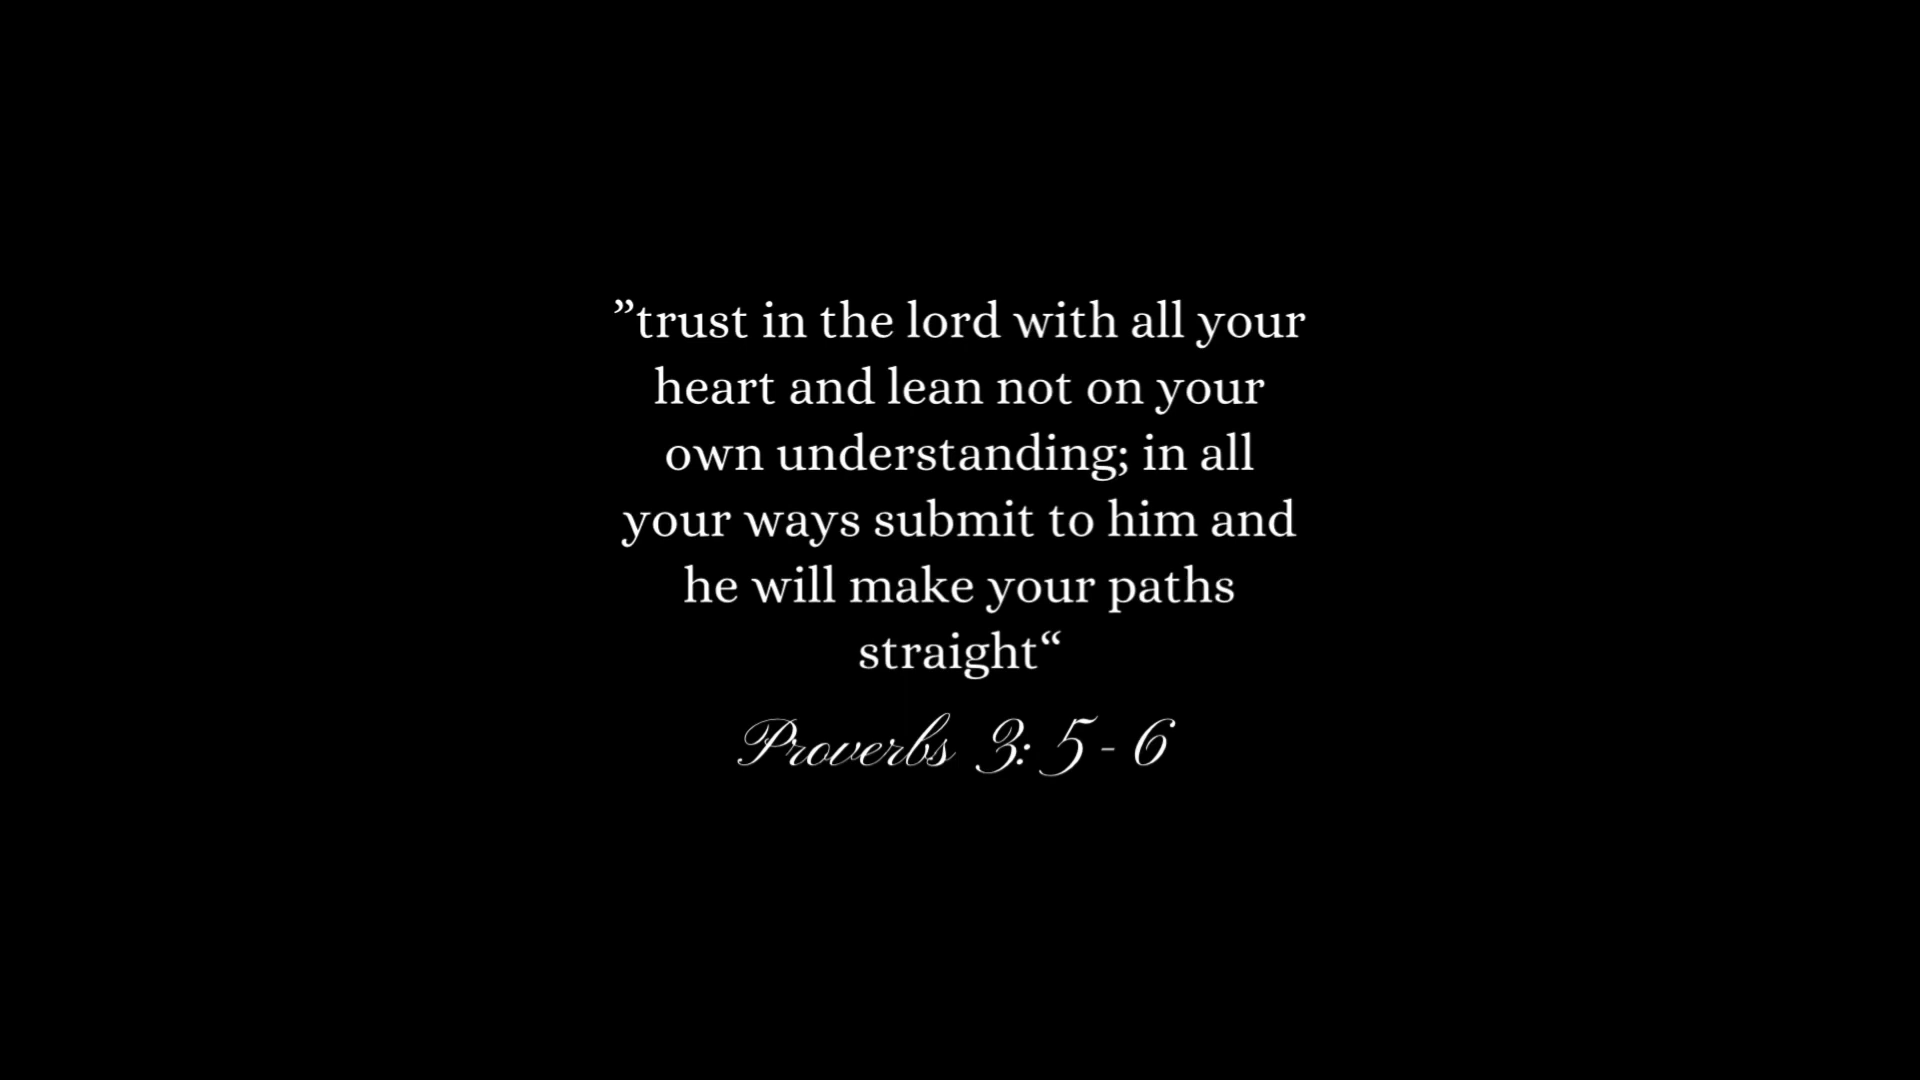 ”trust in the lord with all your
heart and lean not on your
own understanding; in all
your ways submit to him and
he will make your paths
straight“
Proverbs 3:5-6